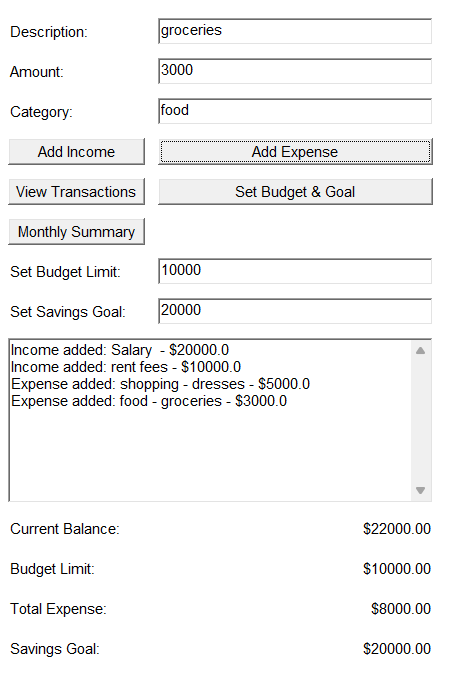 Description: groceries
Amount: 3000
Category: food
Add Income Add Expense
View Transactions Set Budget & Goal
Monthly Summary
Set Budget Limit: 10000
Set Savings Goal: 20000
Income added: Salary  - $20000.0
Income added: rent fees - $10000.0
Expense added: shopping - dresses - $5000.0
Expense added: food - groceries - $3000.0
Current Balance: $22000.00
Budget Limit: $10000.00
Total Expense: $8000.00
Savings Goal: $20000.00